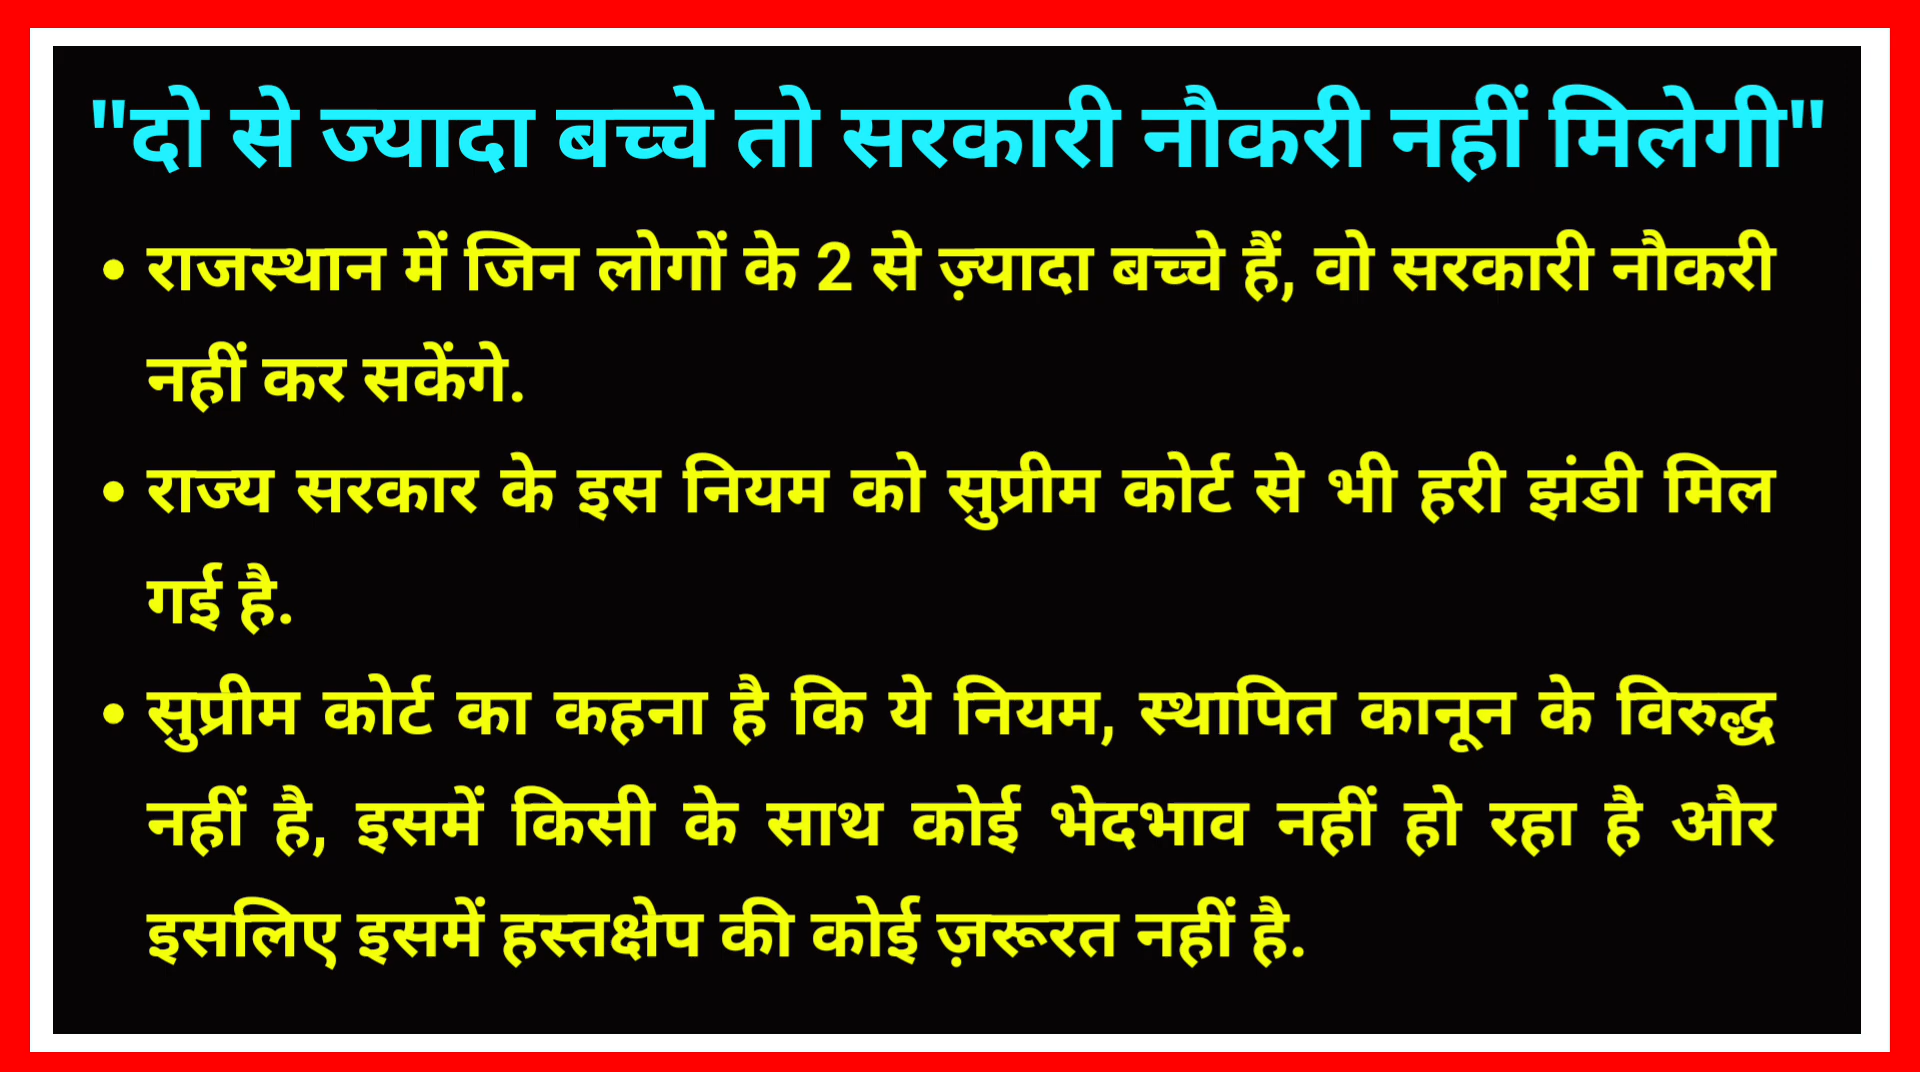 "दो से ज्यादा बच्चे तो सरकारी नौकरी नहीं मिलेगी"
• राजस्थान में जिन लोगों के 2 से ज़्यादा बच्चे हैं, वो सरकारी नौकरी
नहीं कर सकेंगे.
• राज्य सरकार के इस नियम को सुप्रीम कोर्ट से भी हरी झंडी मिल
गई है.
• सुप्रीम कोर्ट का कहना है कि ये नियम, स्थापित कानून के विरुद्ध
नहीं है, इसमें किसी के साथ कोई भेदभाव नहीं हो रहा है और
इसलिए इसमें हस्तक्षेप की कोई ज़रूरत नहीं है.